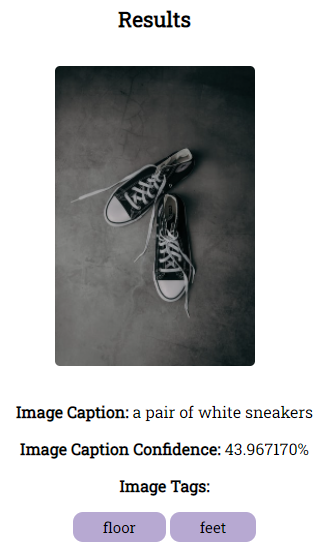 Results
Image Caption: a pair of white sneakers
Image Caption Confidence: 43.967170%
Image Tags:
floor feet